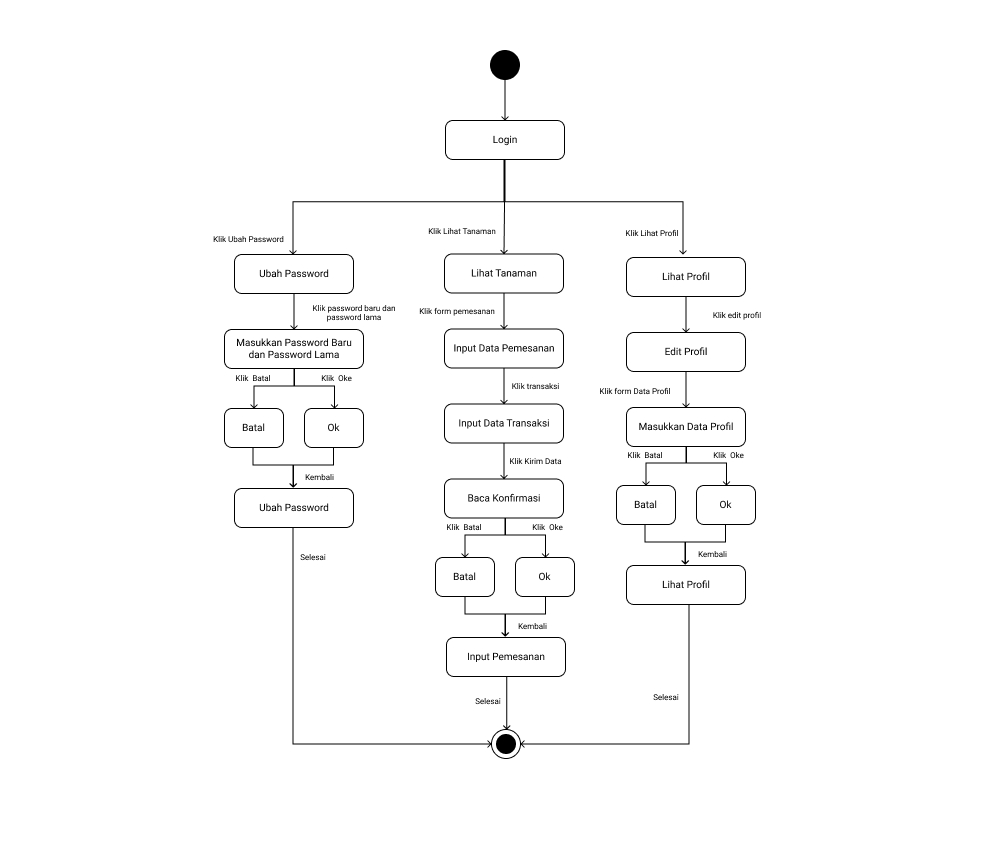 Login
Klik Ubah Password
Klik Lihat Tanaman
Klik Lihat Profil
Ubah Password
Lihat Tanaman
Lihat Profil
Klik password baru dan
password lama
Klik form pemesanan
Klik edit profil
Masukkan Password Baru
dan Password Lama
Input Data Pemesanan
Edit Profil
Klik Batal
Klik Oke
Klik transaksi
Klik form Data Profil
Batal
Ok
Input Data Transaksi
Masukkan Data Profil
Kembali
Klik Kirim Data
Klik Batal
Klik Oke
Ubah Password
Baca Konfirmasi
Batal
Ok
Klik Batal
Klik Oke
Selesai
Kembali
Batal
Ok
Lihat Profil
Kembali
Input Pemesanan
Selesai
Selesai